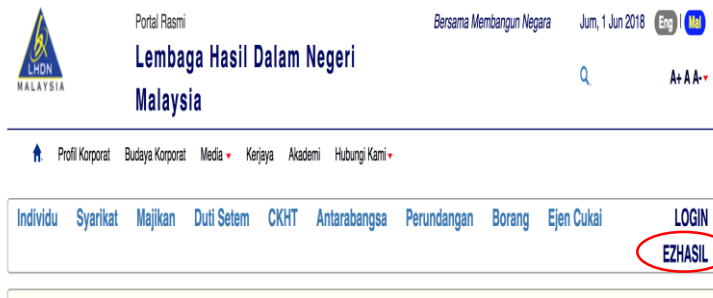 Portal Rasmi
Bersama Membangun Negara
Jum, 1 Jun 2018
Eng | Mal
LHDN
MALAYSIA
Lembaga Hasil Dalam Negeri
Malaysia
A+ A A-
Profil Korporat Budaya Korporat Media Kerjaya Akademi Hubungi Kami
Individu Syarikat Majikan Duti Setem CKHT Antarabangsa Perundangan Borang Ejen Cukai LOGIN
EZHASIL